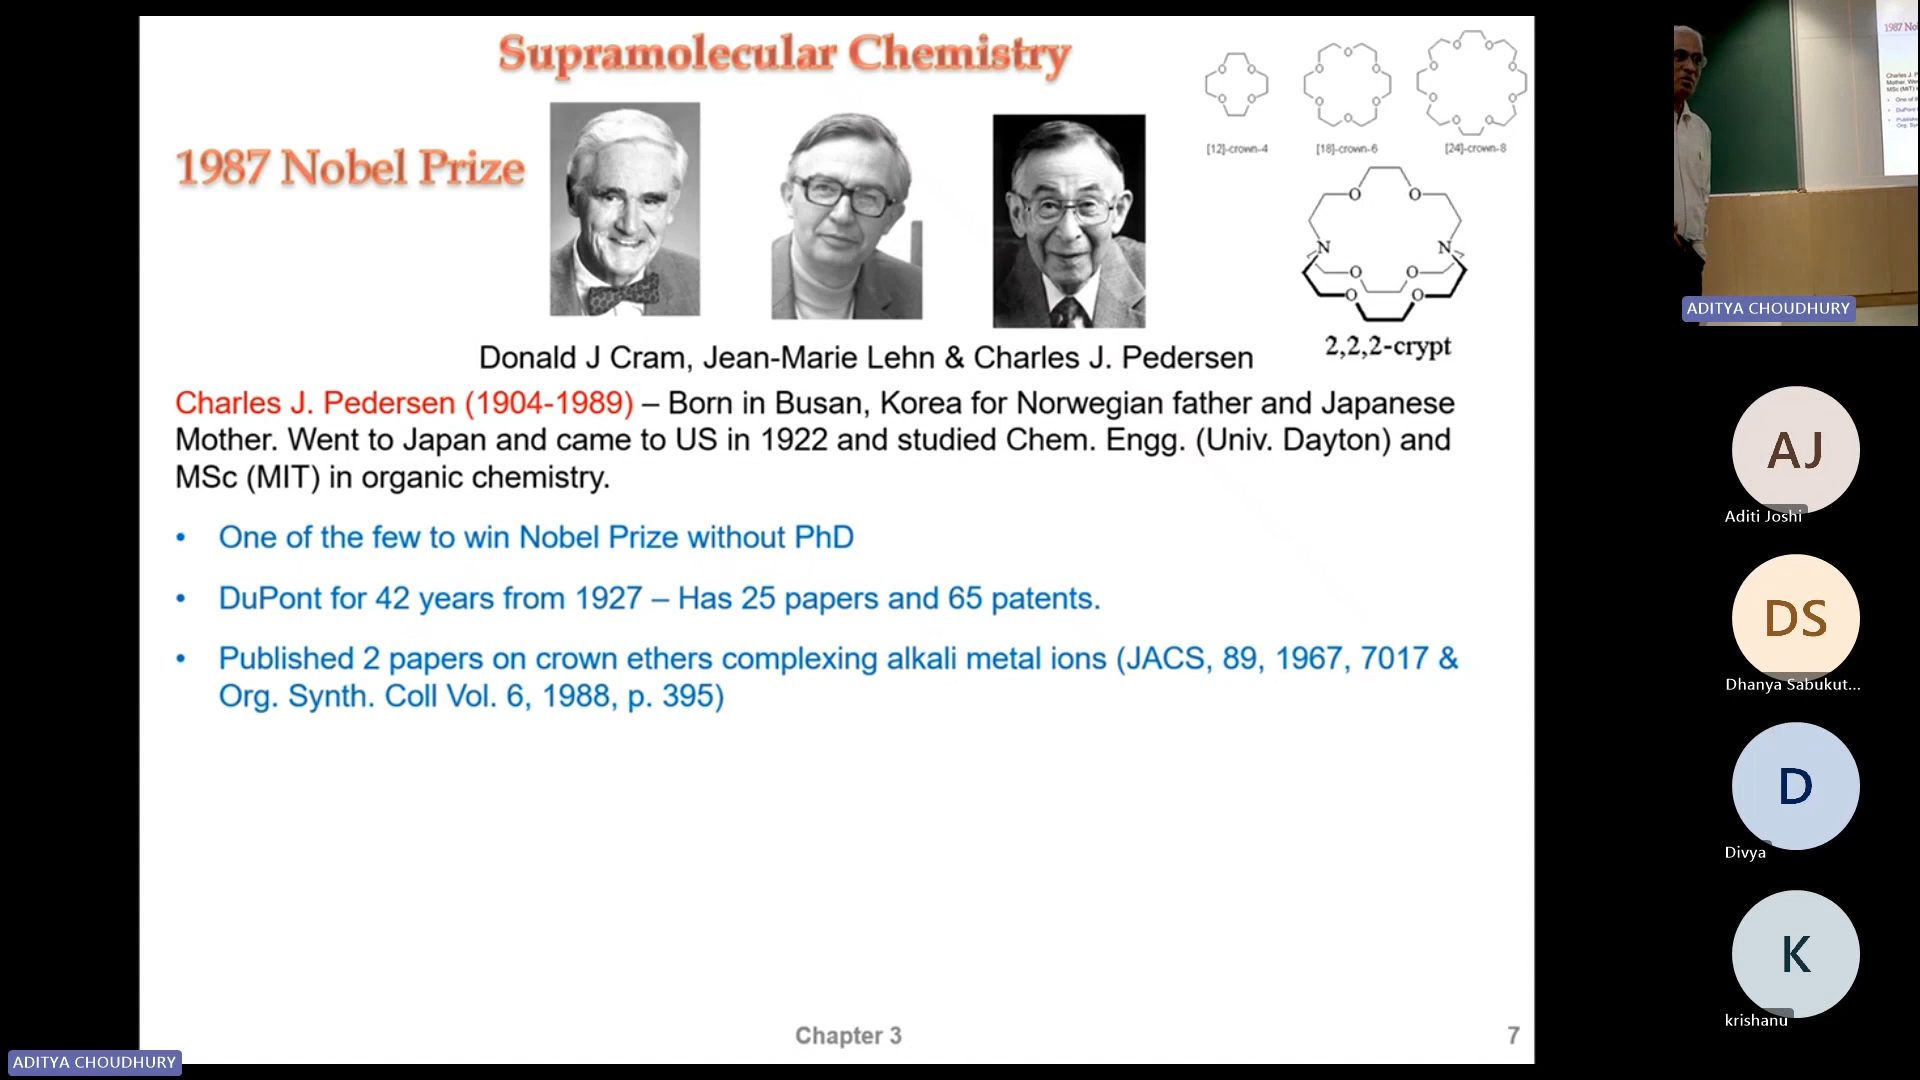 Supramolecular Chemistry
1987 Nobel Prize
[12]-crown-4 [18]-crown-6 [24]-crown-8
O O
N N
O O
O O
2,2,2-crypt
Donald J Cram, Jean-Marie Lehn & Charles J. Pedersen
Charles J. Pedersen (1904-1989) – Born in Busan, Korea for Norwegian father and Japanese
Mother. Went to Japan and came to US in 1922 and studied Chem. Engg. (Univ. Dayton) and
MSc (MIT) in organic chemistry.
• One of the few to win Nobel Prize without PhD
• DuPont for 42 years from 1927 – Has 25 papers and 65 patents.
• Published 2 papers on crown ethers complexing alkali metal ions (JACS, 89, 1967, 7017 &
Org. Synth. Coll Vol. 6, 1988, p. 395)
Chapter 3
7
ADITYA CHOUDHURY
1987 No
ADITYA CHOUDHURY
AJ
Aditi Joshi
DS
Dhanya Sabukut...
D
Divya
K
krishanu